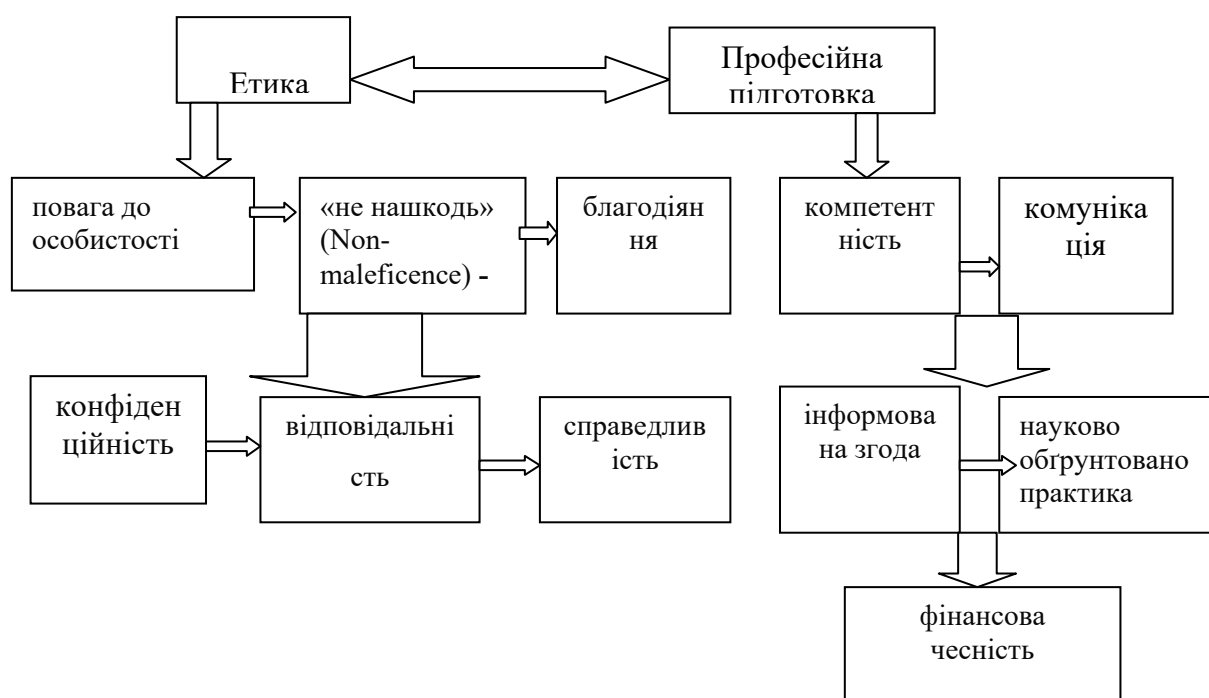 Етика
Професійна
підготовка
повага до
особистості
«не нашкодь»
(Non-
maleficence) -
благодіян
ня
компетент
ність
комуніка
ція
конфіден
ційність
відповідальні
сть
справедлив
ість
інформова
на згода
науково
обґрунтовано
практика
фінансова
чесність